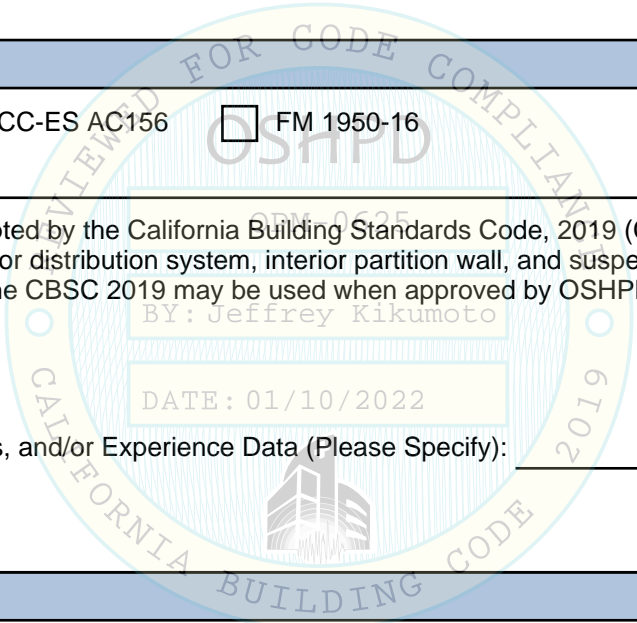 CC-ES AC156 FM 1950-16
oted by the California Building Standards Code, 2019 (
or distribution system, interior partition wall, and suspe
he CBSC 2019 may be used when approved by OSHP
s, and/or Experience Data (Please Specify):
REVIEWED FOR CODE COMPLIANCE
OSHPD
OPM-0625
BY: Jeffrey Kikumoto
DATE: 01/10/2022
CALIFORNIA BUILDING CODE 2019